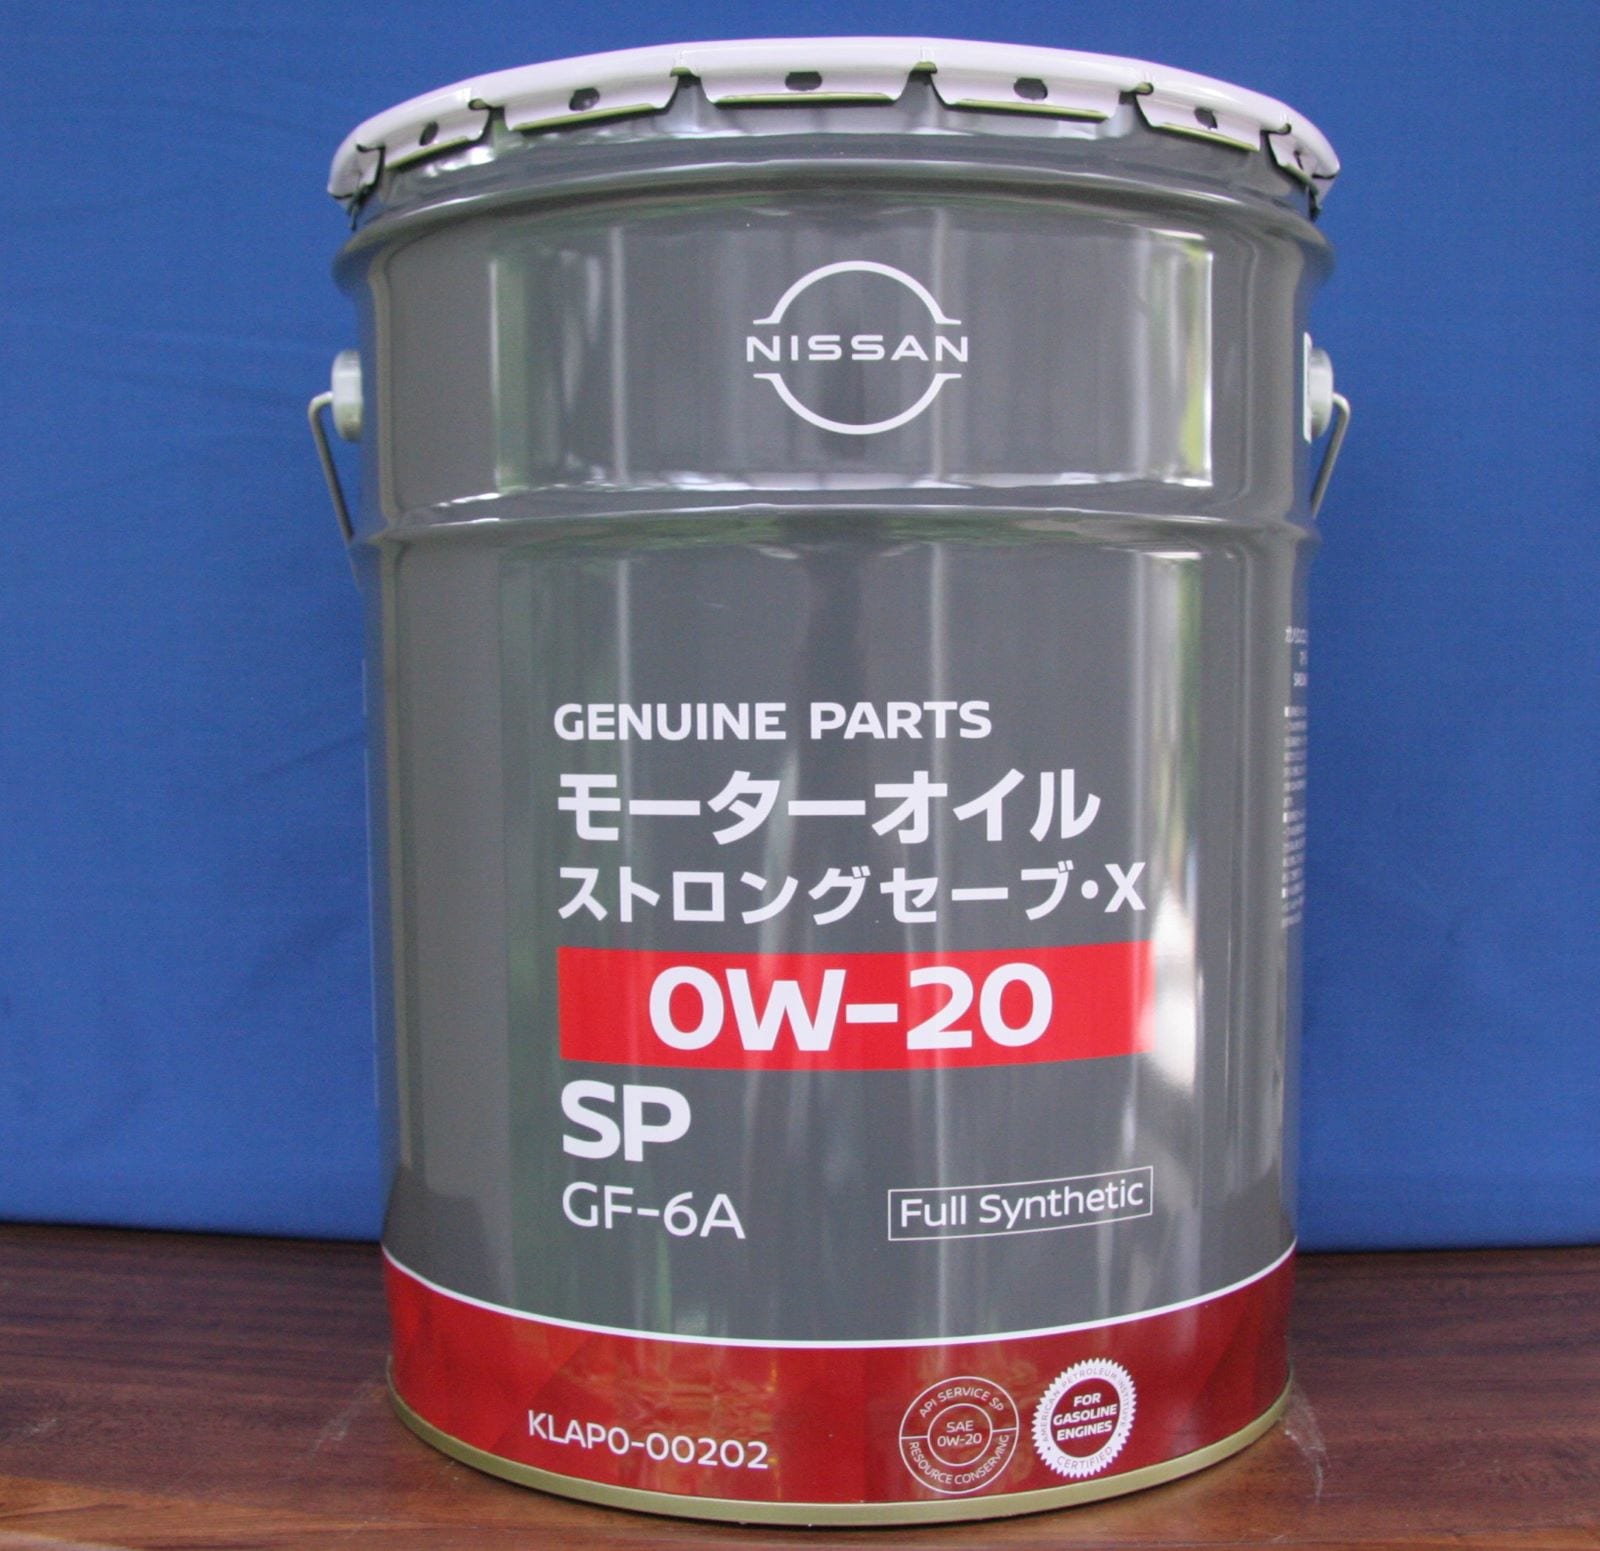 NISSAN
GENUINE PARTS
モーターオイル
ストロングセーブ・X
0W-20
SP
GF-6A
Full Synthetic
KLAP0-00202
API SERVICE SP
SAE
0W-20
RESOURCE CONSERVING
AMERICAN PETROLEUM INSTITUTE
FOR
GASOLINE
ENGINES
CERTIFIED